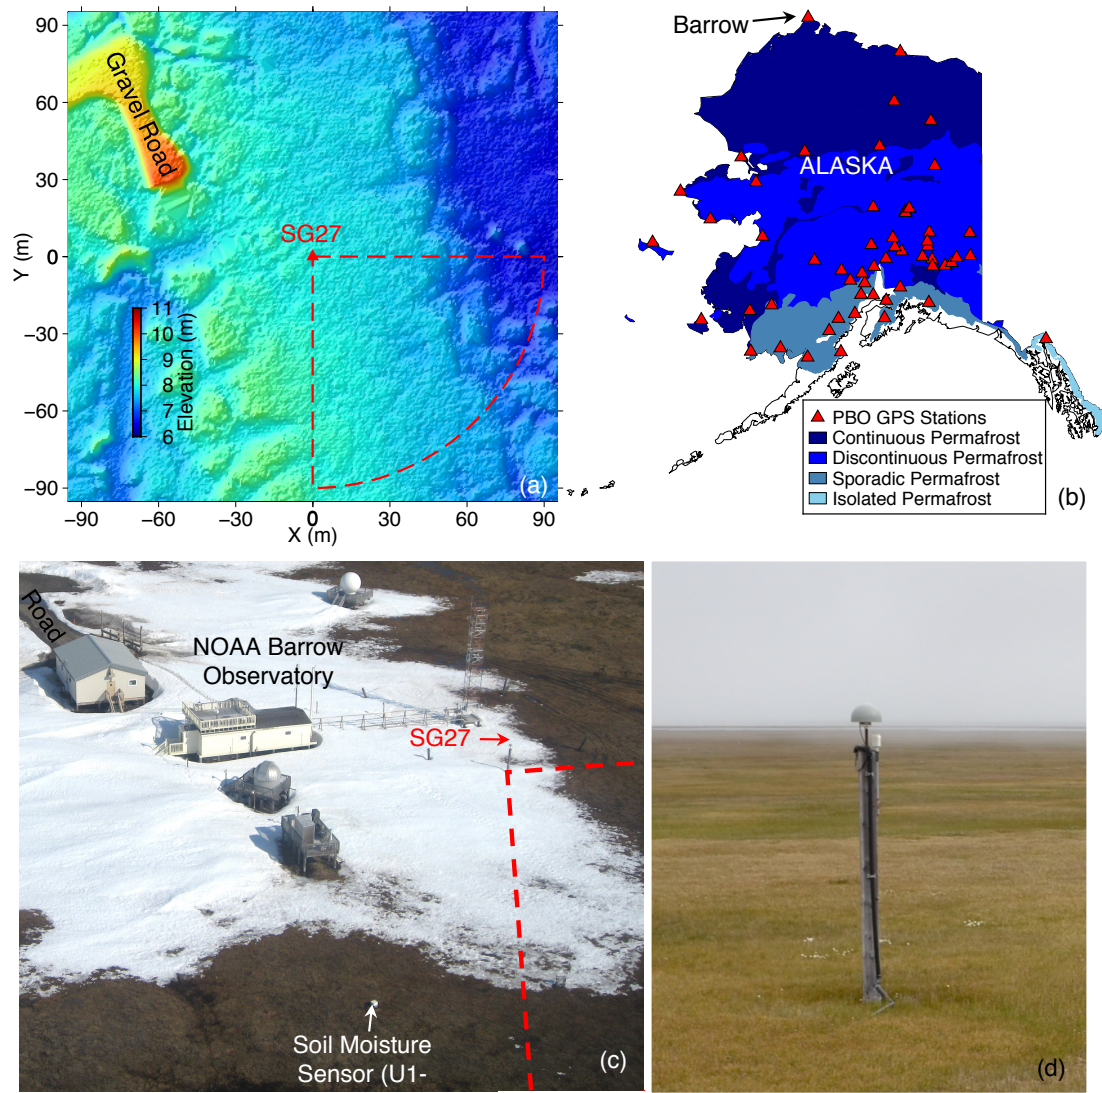 90
60
30
0
−30
−60
−90
Y (m)
Gravel Road
SG27
11
10
9
8
7
6
Elevation (m)
(a)
−90
−60
−30
0
30
60
90
X (m)
Barrow
ALASKA
PBO GPS Stations
Continuous Permafrost
Discontinuous Permafrost
Sporadic Permafrost
Isolated Permafrost
(b)
Road
NOAA Barrow
Observatory
SG27
Soil Moisture
Sensor (U1-
(c)
(d)